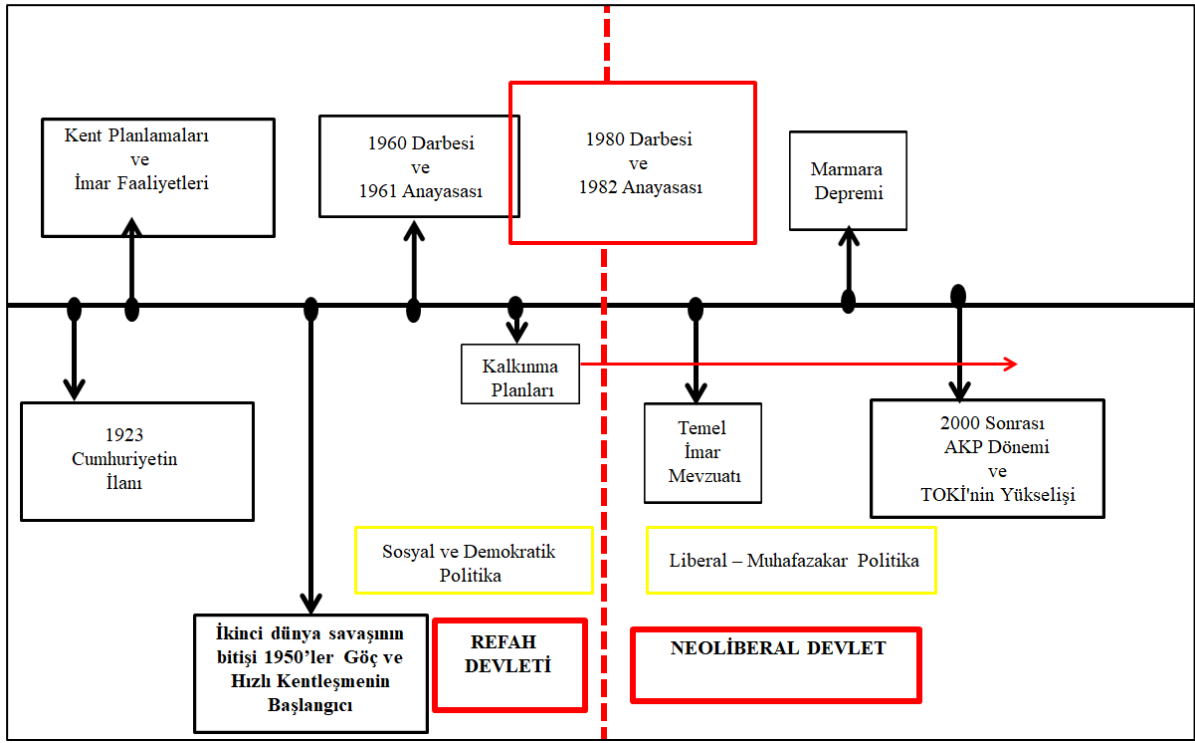 Kent Planlamaları
ve
İmar Faaliyetleri
1960 Darbesi
ve
1961 Anayasası
1980 Darbesi
ve
1982 Anayasası
Marmara
Depremi
Kalkınma
Planları
1923
Cumhuriyetin
İlanı
Temel
İmar
Mevzuatı
2000 Sonrası
AKP Dönemi
ve
TOKİ'nin Yükselişi
Sosyal ve Demokratik
Politika
Liberal – Muhafazakar Politika
İkinci dünya savaşının
bitişi 1950’ler Göç ve
Hızlı Kentleşmenin
Başlangıcı
REFAH
DEVLETİ
NEOLİBERAL DEVLET